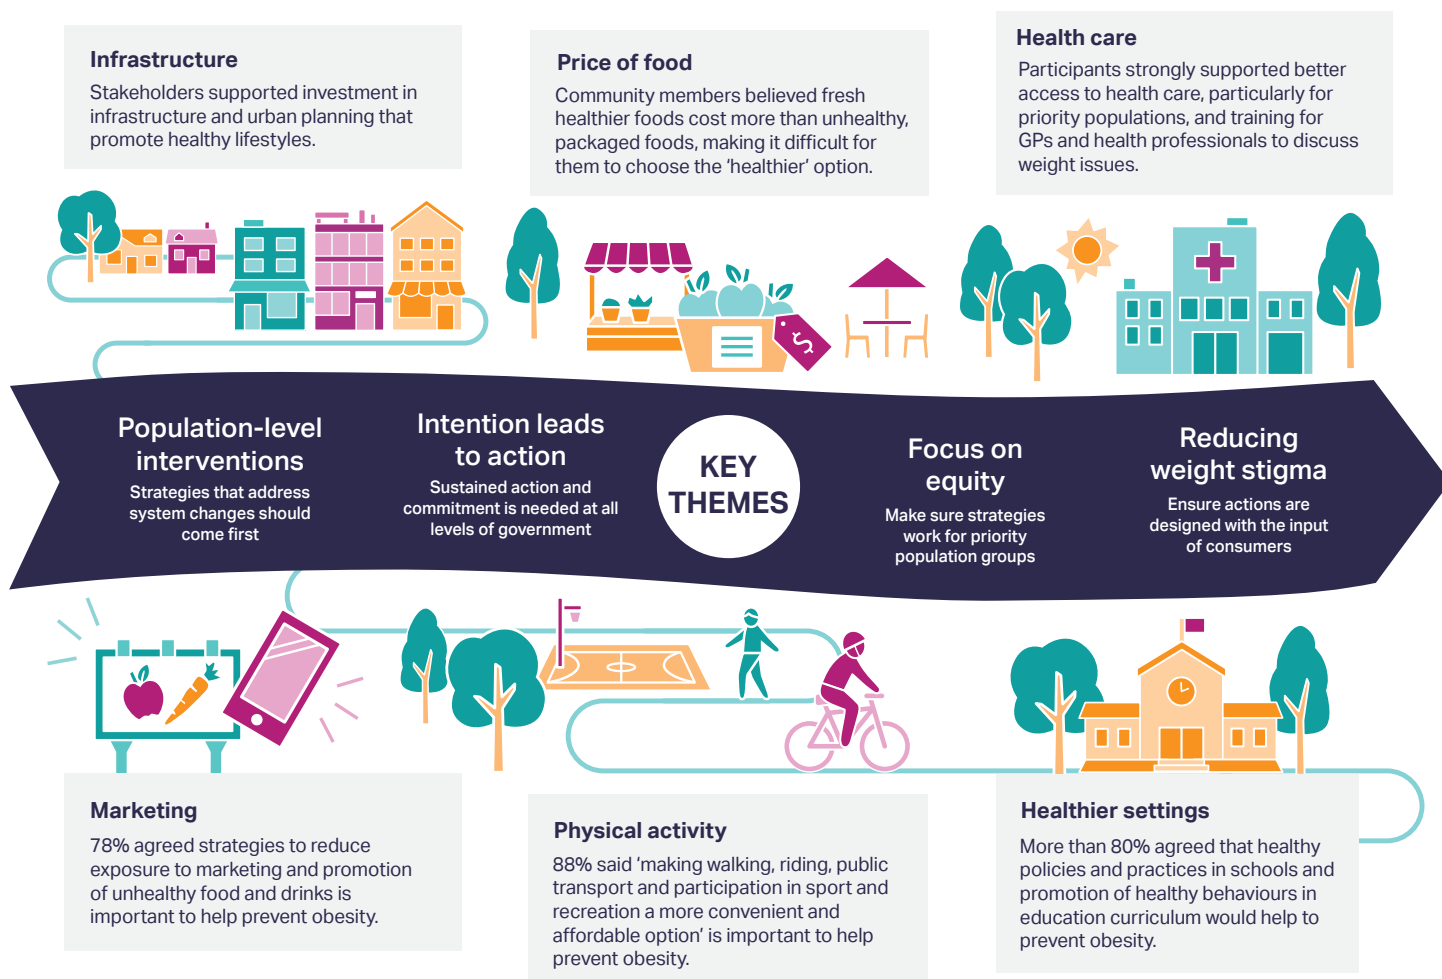 Infrastructure
Stakeholders supported investment in
infrastructure and urban planning that
promote healthy lifestyles.
Price of food
Community members believed fresh
healthier foods cost more than unhealthy,
packaged foods, making it difficult for
them to choose the ‘healthier’ option.
Health care
Participants strongly supported better
access to health care, particularly for
priority populations, and training for
GPs and health professionals to discuss
weight issues.
$
Population-level
interventions
Strategies that address
system changes should
come first
Intention leads
to action
Sustained action and
commitment is needed at all
levels of government
KEY
THEMES
Focus on
equity
Make sure strategies
work for priority
population groups
Reducing
weight stigma
Ensure actions are
designed with the input
of consumers
Marketing
78% agreed strategies to reduce
exposure to marketing and promotion
of unhealthy food and drinks is
important to help prevent obesity.
Physical activity
88% said ‘making walking, riding, public
transport and participation in sport and
recreation a more convenient and
affordable option’ is important to help
prevent obesity.
Healthier settings
More than 80% agreed that healthy
policies and practices in schools and
promotion of healthy behaviours in
education curriculum would help to
prevent obesity.